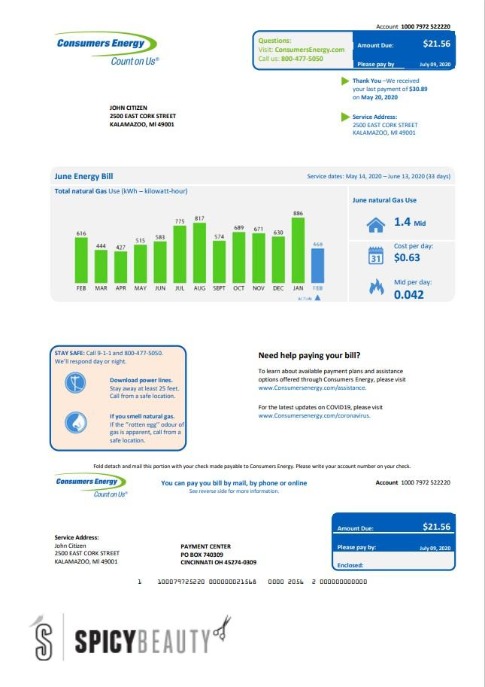 Account 1000 7972 522220
Consumers Energy
Count on Us®
Questions:
Visit: ConsumersEnergy.com
Call us: 800-477-5050
Amount Due: $21.56
Please pay by July 09, 2020
Thank You – We received
your last payment of $30.89
on May 20, 2020
JOHN CITIZEN
2500 EAST CORK STREET
KALAMAZOO, MI 49001
Service Address:
2500 EAST CORK STREET
KALAMAZOO, MI 49001
June Energy Bill
Service dates: May 14, 2020 – June 13, 2020 (33 days)
Total natural Gas Use (kWh – kilowatt-hour)
June natural Gas Use
616 444 427 515 583 775 817 574 689 671 630 886
FEB MAR APR MAY JUN JUL AUG SEPT OCT NOV DEC JAN FEB
1.4 Mid
Cost per day:
$0.63
31
Mid per day:
0.042
STAY SAFE: Call 9-1-1 and 800-477-5050.
We'll respond day or night.
Download power lines.
Stay away at least 25 feet.
Call from a safe location.
If you smell natural gas.
If the "rotten egg" odour of
gas is apparent, call from a
safe location.
Need help paying your bill?
To learn about available payment plans and assistance
options offered through Consumers Energy, please visit
www.ConsumersEnergy.com/assistance.
For the latest updates on COVID19, please visit
www.ConsumersEnergy.com/coronavirus.
Fold detach and mail this portion with your check made payable to Consumers Energy. Please write your account number on your check.
Consumers Energy
Count on Us®
You can pay you bill by mail, by phone or online
See reverse side for more information.
Account 1000 7972 522220
Amount Due: $21.56
Please pay by: July 09, 2020
Enclosed:
Service Address:
John Citizen
2500 EAST CORK STREET
KALAMAZOO, MI 49001
PAYMENT CENTER
PO BOX 740309
CINCINNATI OH 45274-0309
SPICYBEAUTY